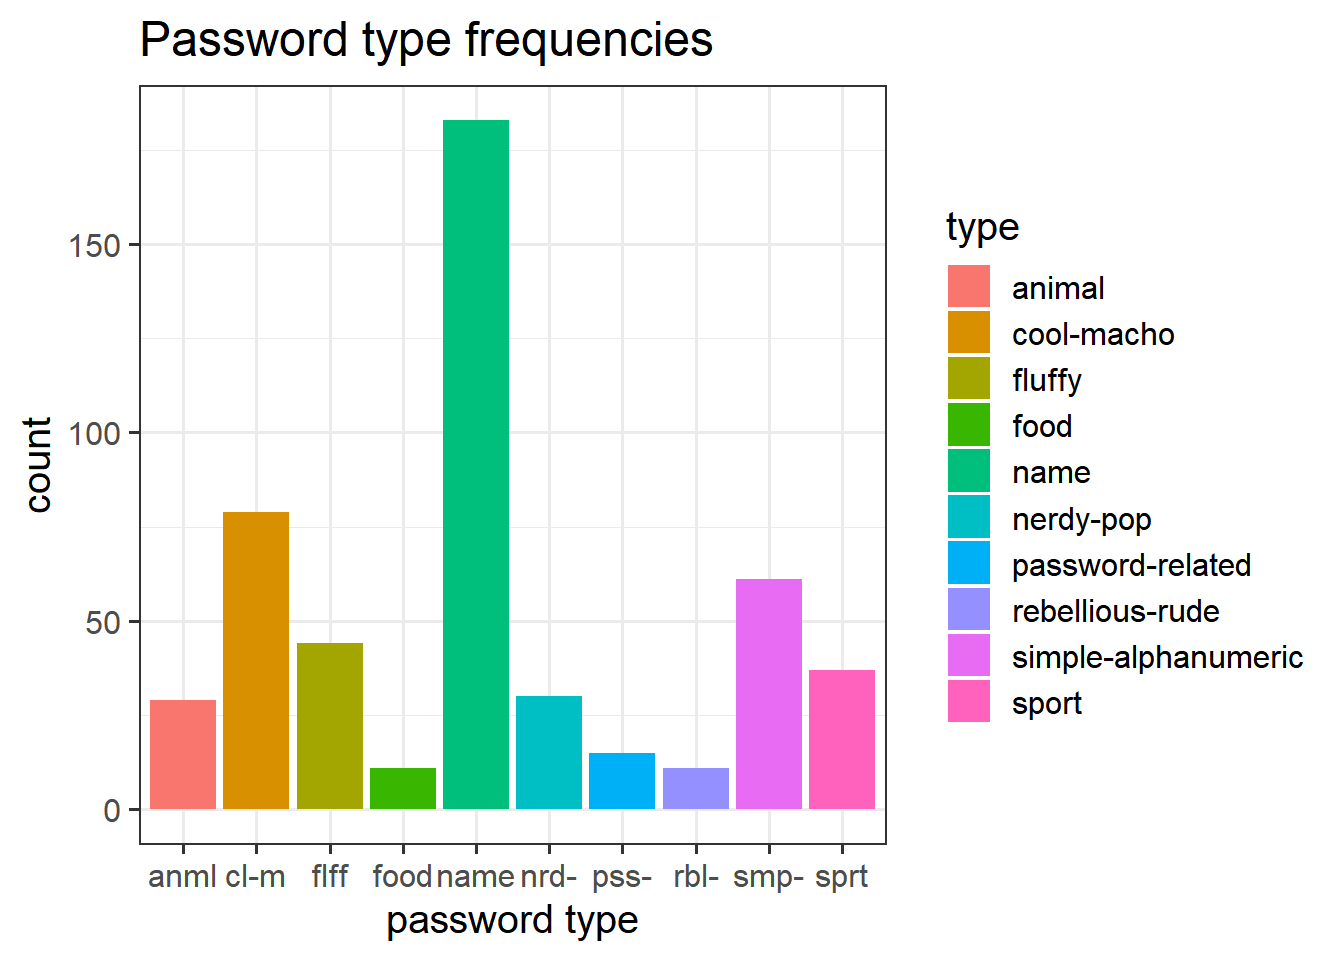 Password type frequencies
150
100
50
0
count
anml cl-m flff food name nrd- pss- rbl- smp- sprt
password type
type
animal
cool-macho
fluffy
food
name
nerdy-pop
password-related
rebellious-rude
simple-alphanumeric
sport